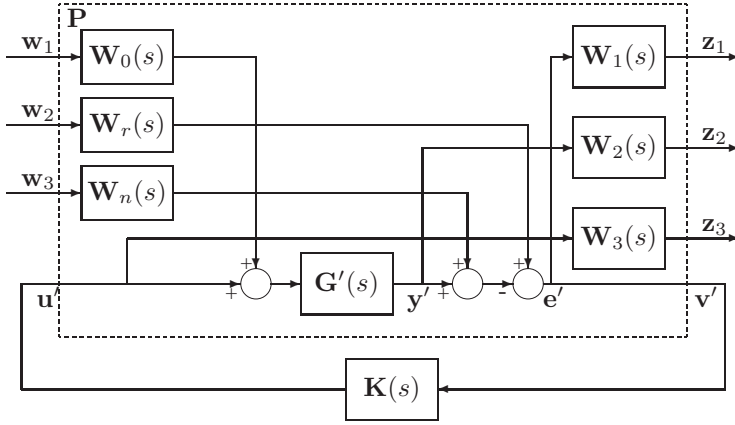 P
w₁ W₀(s) W₁(s) z₁
w₂ Wᵣ(s)
W₂(s) z₂
w₃ Wₙ(s)
W₃(s) z₃
+ + +
u′ + G′(s) y′ + - e′ v′
K(s)